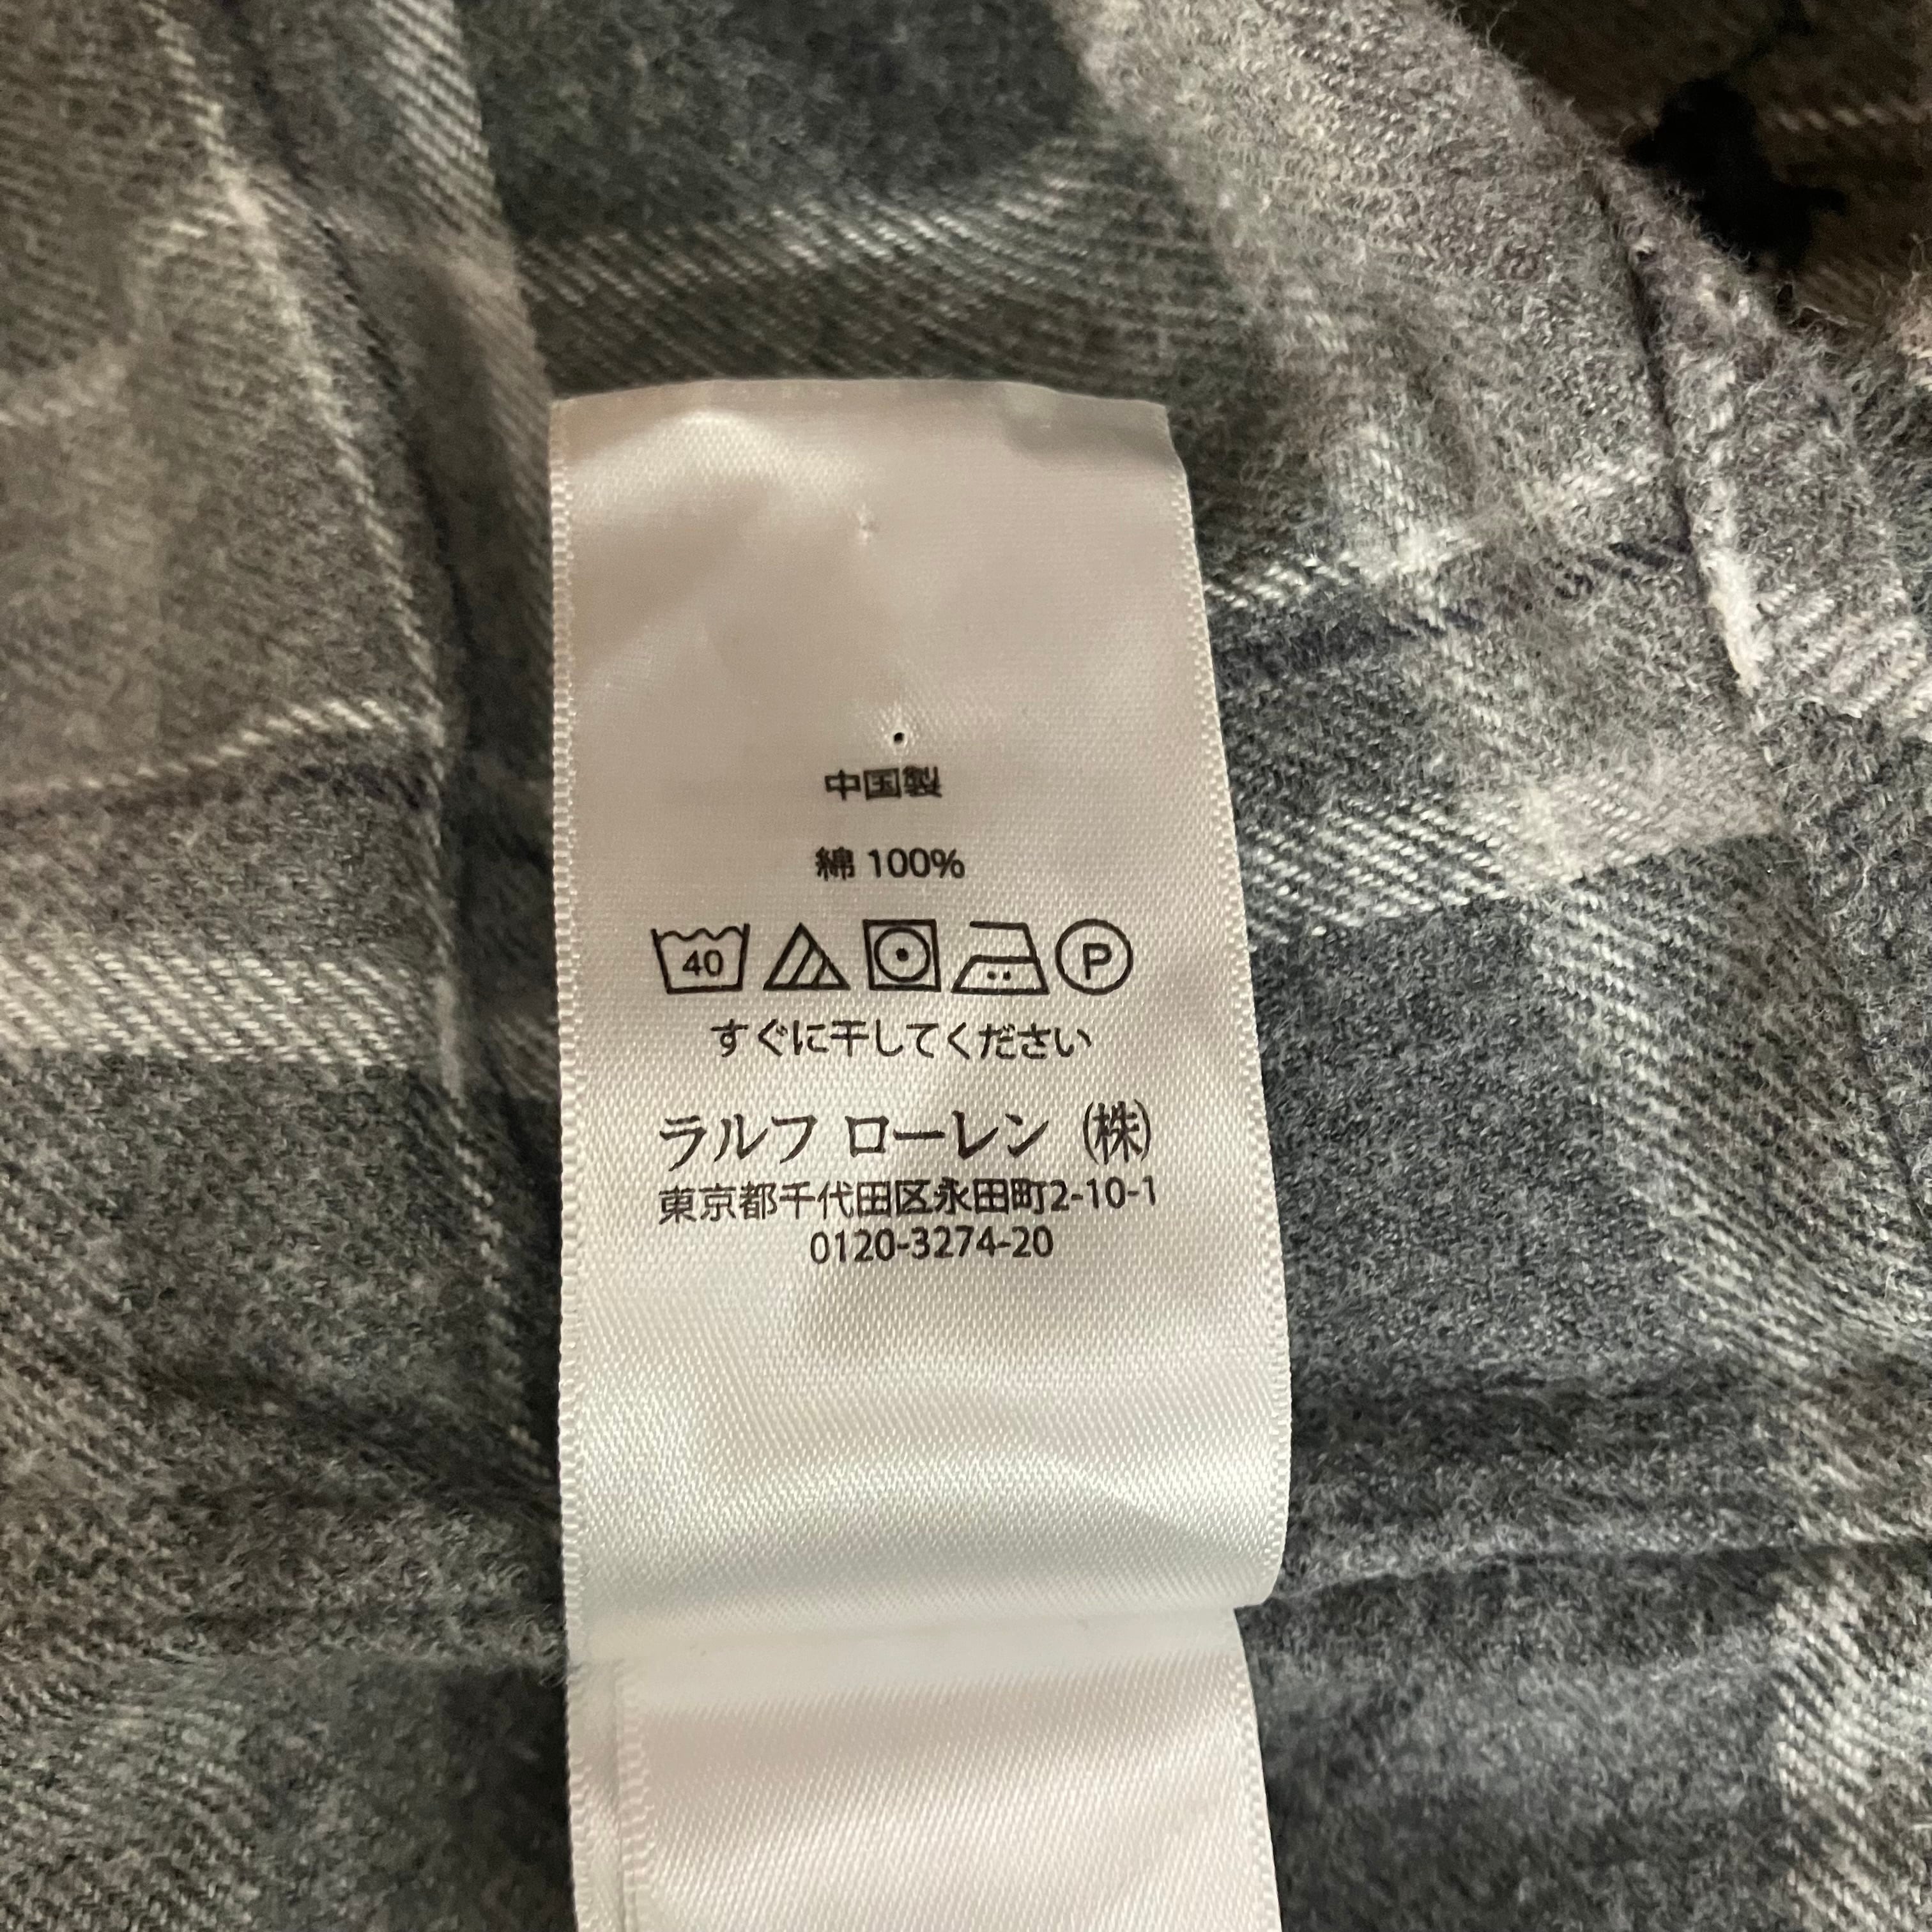 中国製
綿 100%
40 P
すぐに干してください
ラルフ ローレン (株)
東京都千代田区永田町2-10-1
0120-3274-20